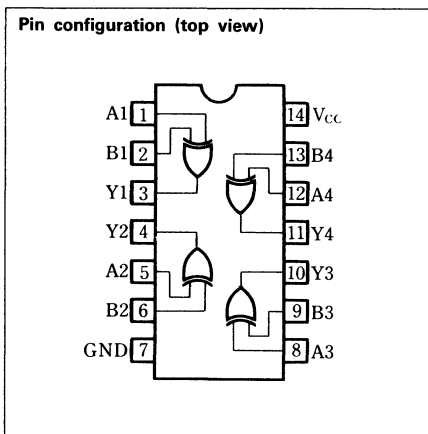 Pin configuration (top view)
A1 1 14 VCC
B1 2 13 B4
Y1 3 12 A4
Y2 4 11 Y4
A2 5 10 Y3
B2 6 9 B3
GND 7 8 A3